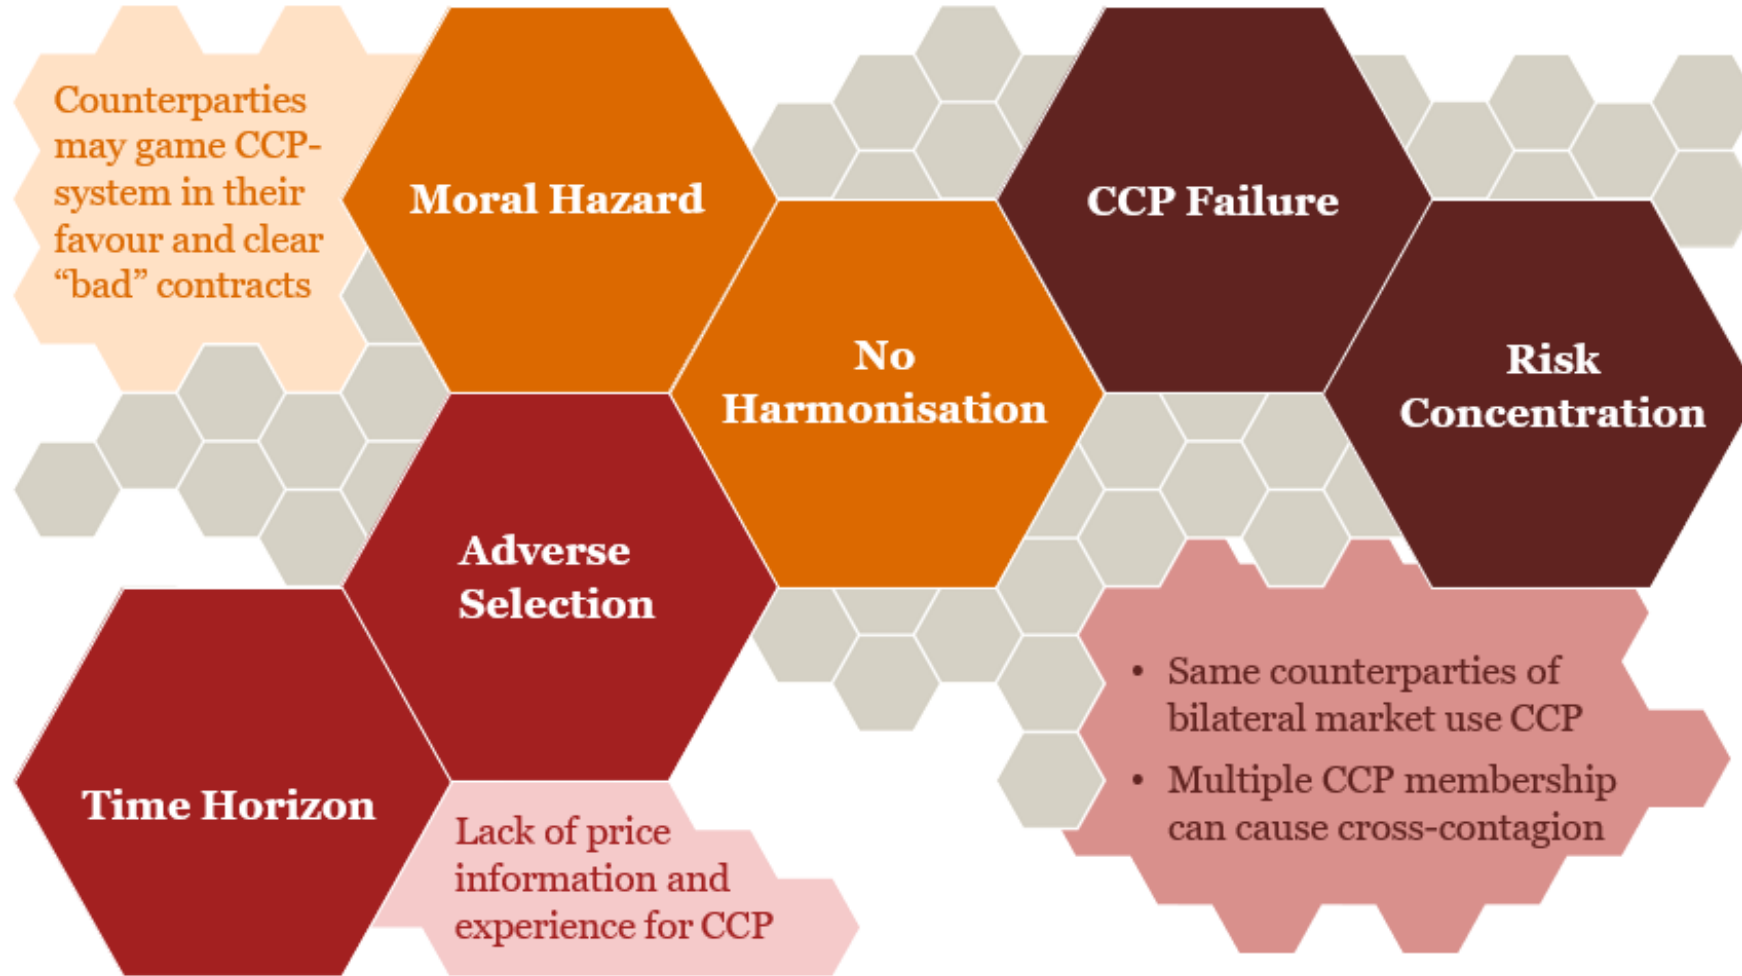 Counterparties
may game CCP-
system in their
favour and clear
“bad” contracts
Moral Hazard
No
Harmonisation
CCP Failure
Risk
Concentration
Adverse
Selection
Time Horizon
Lack of price
information and
experience for CCP
• Same counterparties of
bilateral market use CCP
• Multiple CCP membership
can cause cross-contagion